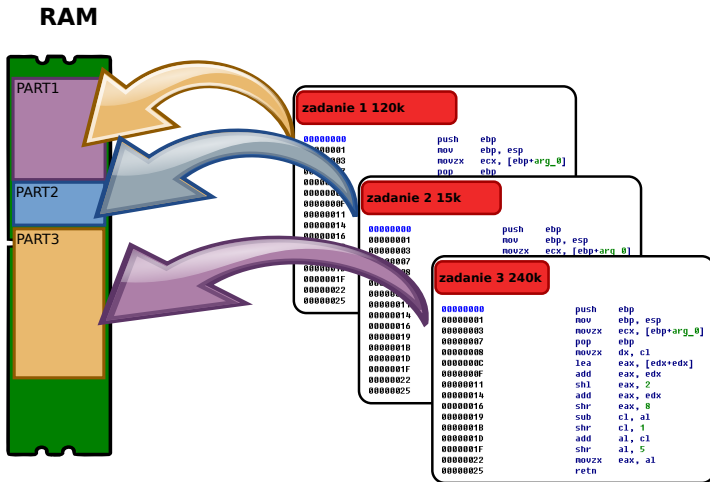 RAM
PART1
PART2
PART3
zadanie 1 120k
00000000 push ebp
mov ebp, esp
movzx ecx, [ebp+arg_0]
pop ebp
00000011
00000014
00000016
0000001F
00000022
00000025
zadanie 2 15k
00000000 push ebp
00000001 mov ebp, esp
00000003 movzx ecx, [ebp+arg_0]
00000014
00000016
00000019
0000001B
0000001D
0000001F
00000022
00000025
zadanie 3 240k
00000000 push ebp
00000001 mov ebp, esp
00000003 movzx ecx, [ebp+arg_0]
00000007 pop ebp
00000008 movzx dx, cl
0000000C lea eax, [edx+edx]
0000000F add eax, edx
00000011 shl eax, 2
00000014 add eax, edx
00000016 shr eax, 8
00000019 sub cl, al
0000001B shr cl, 1
0000001D add al, cl
0000001F shr al, 5
00000022 movzx eax, al
00000025 retn